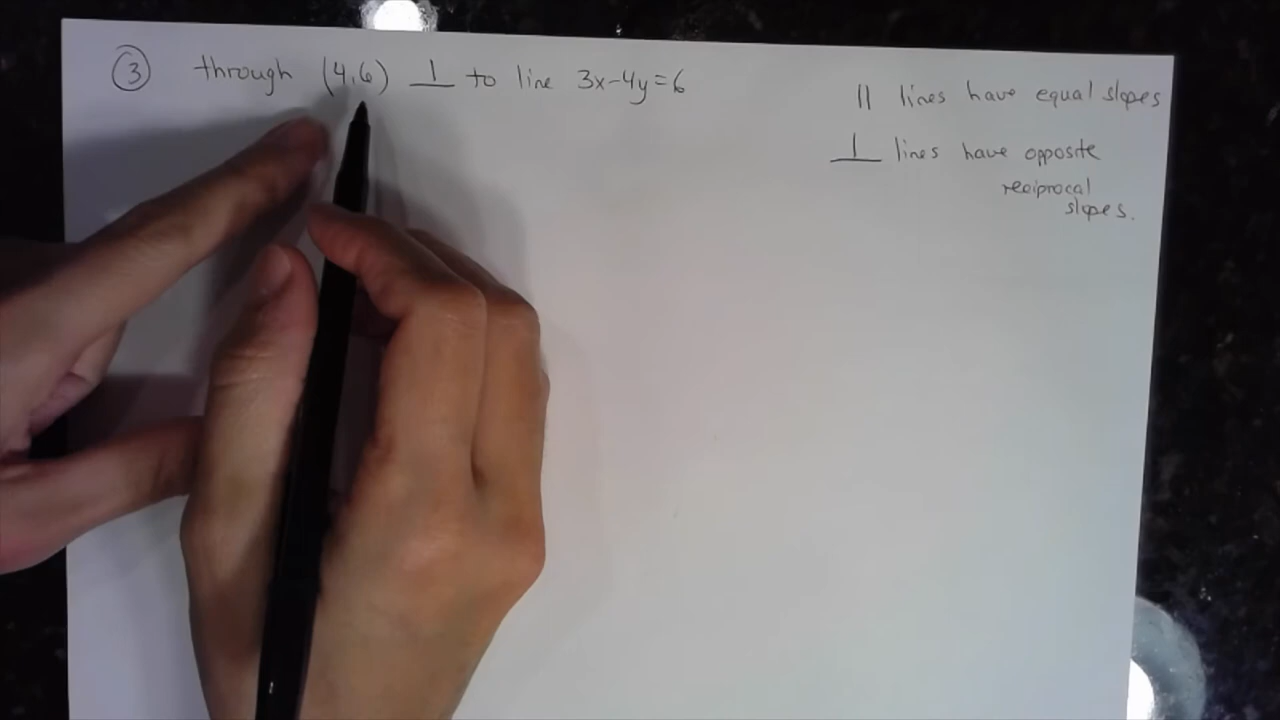 ③ through (4,6) ⊥ to line 3x-4y=6
|| lines have equal slopes
⊥ lines have opposite
reciprocal
slopes.